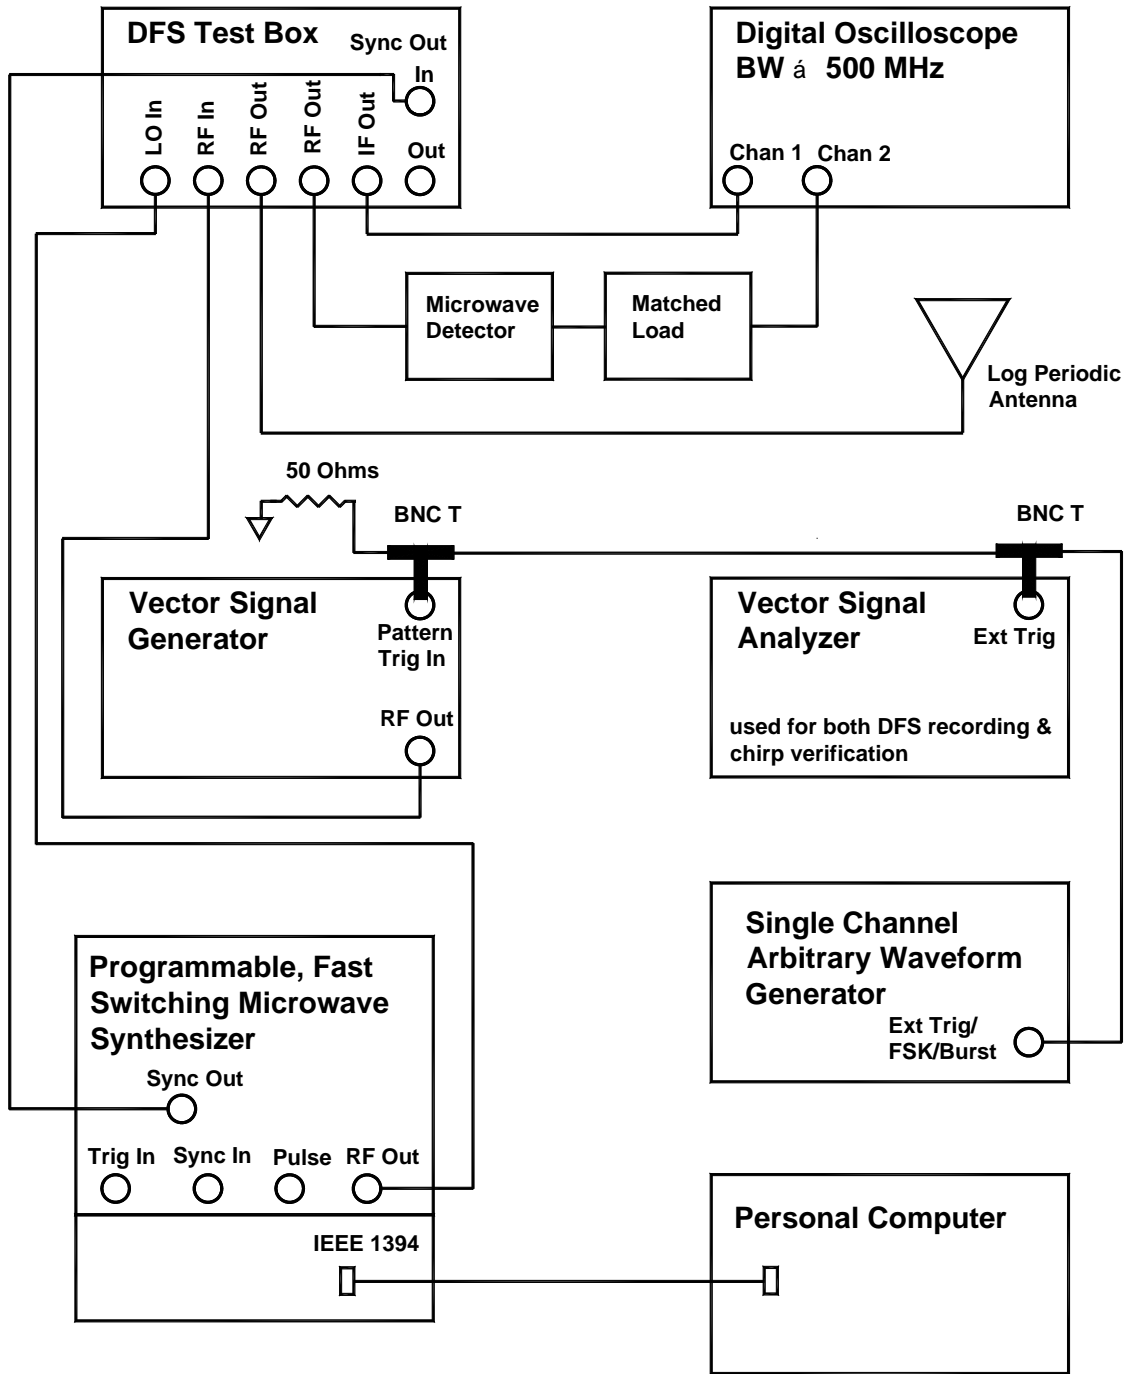 DFS Test Box
Sync Out
In
LO In
RF In
RF Out
RF Out
IF Out
Out
Digital Oscilloscope
BW á 500 MHz
Chan 1
Chan 2
Microwave
Detector
Matched
Load
Log Periodic
Antenna
50 Ohms
BNC T
BNC T
Vector Signal
Generator
Pattern
Trig In
RF Out
Vector Signal
Analyzer
Ext Trig
used for both DFS recording &
chirp verification
Single Channel
Arbitrary Waveform
Generator
Ext Trig/
FSK/Burst
Programmable, Fast
Switching Microwave
Synthesizer
Sync Out
Trig In
Sync In
Pulse
RF Out
IEEE 1394
Personal Computer